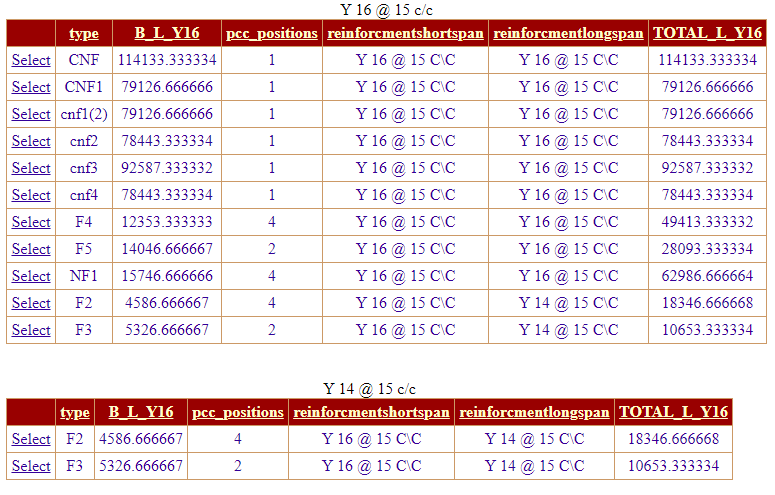 Y 16 @ 15 c/c
type B_L_Y16 pcc_positions reinforcmentshortspan reinforcmentlongspan TOTAL_L_Y16
Select CNF 114133.333334 1 Y 16 @ 15 C\C Y 16 @ 15 C\C 114133.333334
Select CNF1 79126.666666 1 Y 16 @ 15 C\C Y 16 @ 15 C\C 79126.666666
Select cnf1(2) 79126.666666 1 Y 16 @ 15 C\C Y 16 @ 15 C\C 79126.666666
Select cnf2 78443.333334 1 Y 16 @ 15 C\C Y 16 @ 15 C\C 78443.333334
Select cnf3 92587.333332 1 Y 16 @ 15 C\C Y 16 @ 15 C\C 92587.333332
Select cnf4 78443.333334 1 Y 16 @ 15 C\C Y 16 @ 15 C\C 78443.333334
Select F4 12353.333333 4 Y 16 @ 15 C\C Y 16 @ 15 C\C 49413.333332
Select F5 14046.666667 2 Y 16 @ 15 C\C Y 16 @ 15 C\C 28093.333334
Select NF1 15746.666666 4 Y 16 @ 15 C\C Y 16 @ 15 C\C 62986.666664
Select F2 4586.666667 4 Y 16 @ 15 C\C Y 14 @ 15 C\C 18346.666668
Select F3 5326.666667 2 Y 16 @ 15 C\C Y 14 @ 15 C\C 10653.333334
Y 14 @ 15 c/c
type B_L_Y16 pcc_positions reinforcmentshortspan reinforcmentlongspan TOTAL_L_Y16
Select F2 4586.666667 4 Y 16 @ 15 C\C Y 14 @ 15 C\C 18346.666668
Select F3 5326.666667 2 Y 16 @ 15 C\C Y 14 @ 15 C\C 10653.333334